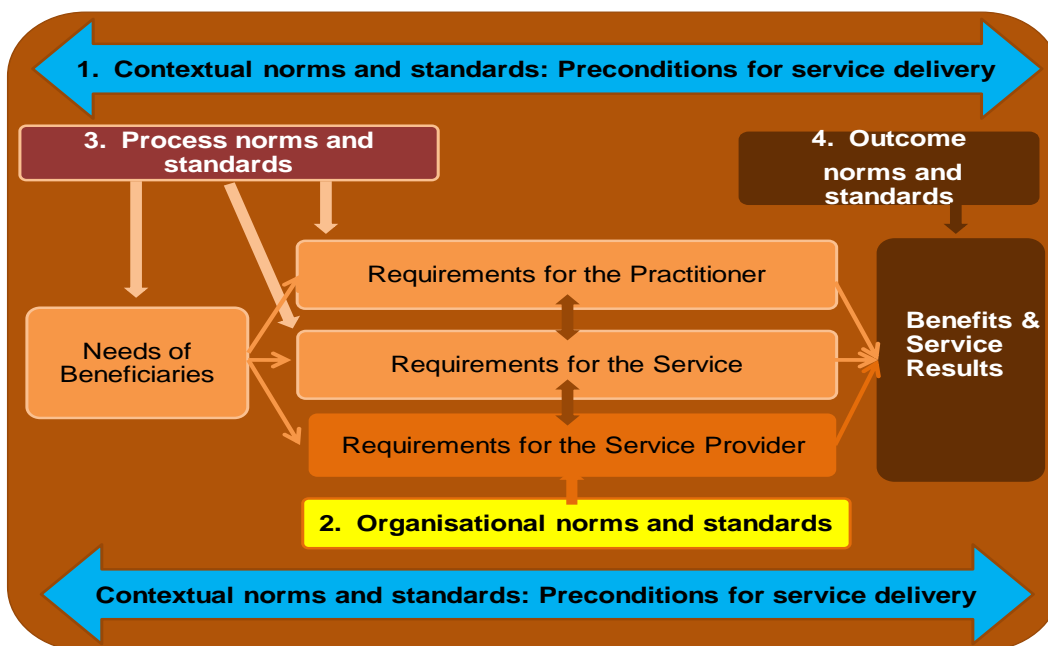 1. Contextual norms and standards: Preconditions for service delivery
3. Process norms and
standards
4. Outcome
norms and
standards
Requirements for the Practitioner
Needs of
Beneficiaries
Requirements for the Service
Benefits &
Service
Results
Requirements for the Service Provider
2. Organisational norms and standards
Contextual norms and standards: Preconditions for service delivery